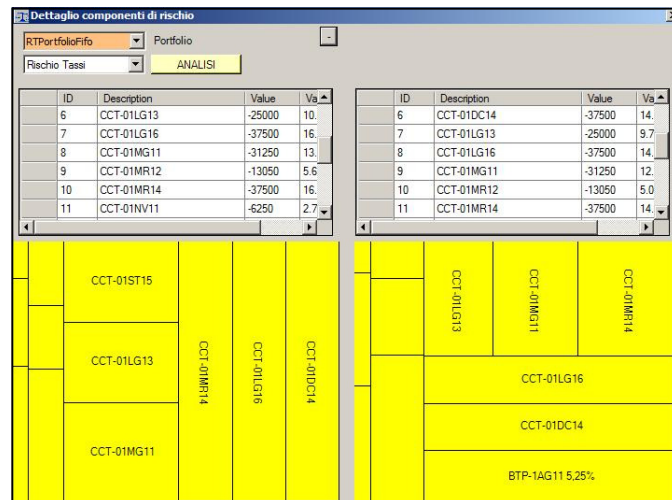 Dettaglio componenti di rischio
RTPortfolioFifo Portfolio -
Rischio Tassi ANALISI
ID Description Value Va
6 CCT-01LG13 -25000 10.
7 CCT-01LG16 -37500 16.
8 CCT-01MG11 -31250 13.
9 CCT-01MR12 -13050 5.6
10 CCT-01MR14 -37500 16.
11 CCT-01NV11 -6250 2.7
ID Description Value Va
6 CCT-01DC14 -37500 14.
7 CCT-01LG13 -25000 9.7
8 CCT-01LG16 -37500 14.
9 CCT-01MG11 -31250 12.
10 CCT-01MR12 -13050 5.0
11 CCT-01MR14 -37500 14.
CCT-01ST15
CCT-01LG13
CCT-01MG11
CCT-01MR14
CCT-01LG16
CCT-01DC14
CCT-01LG13
CCT-01MG11
CCT-01MR14
CCT-01LG16
CCT-01DC14
BTP-1AG11 5,25%